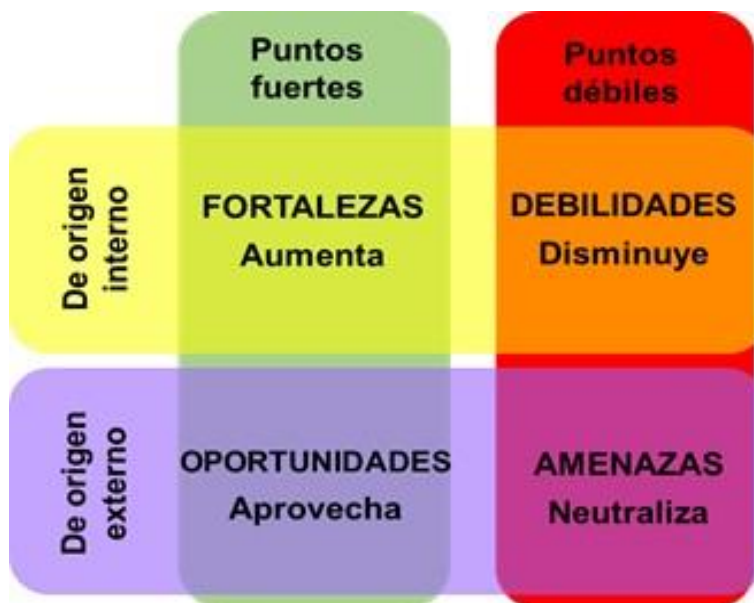 Puntos
fuertes
Puntos
débiles
De origen
interno
FORTALEZAS
Aumenta
DEBILIDADES
Disminuye
De origen
externo
OPORTUNIDADES
Aprovecha
AMENAZAS
Neutraliza